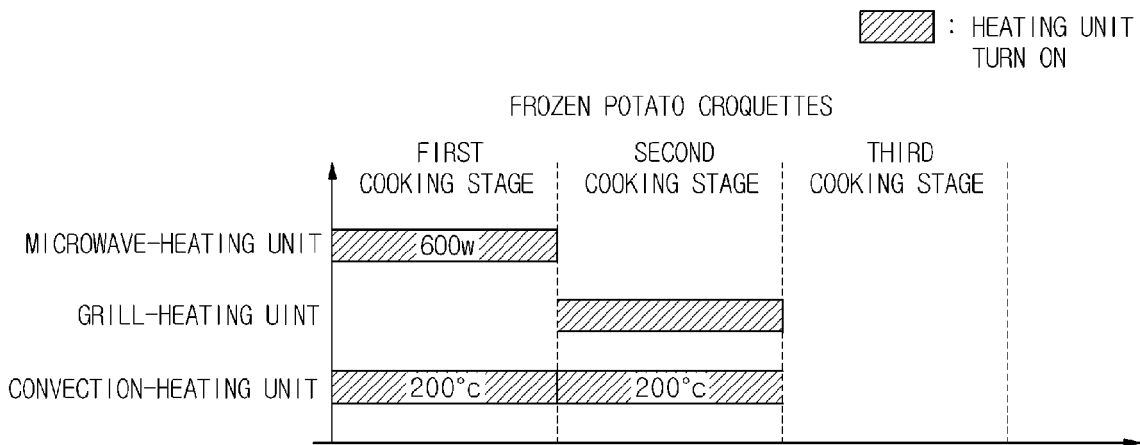 : HEATING UNIT
TURN ON
FROZEN POTATO CROQUETTES
FIRST
COOKING STAGE
SECOND
COOKING STAGE
THIRD
COOKING STAGE
MICROWAVE-HEATING UNIT
600w
GRILL-HEATING UINT
CONVECTION-HEATING UNIT
200°c
200°c